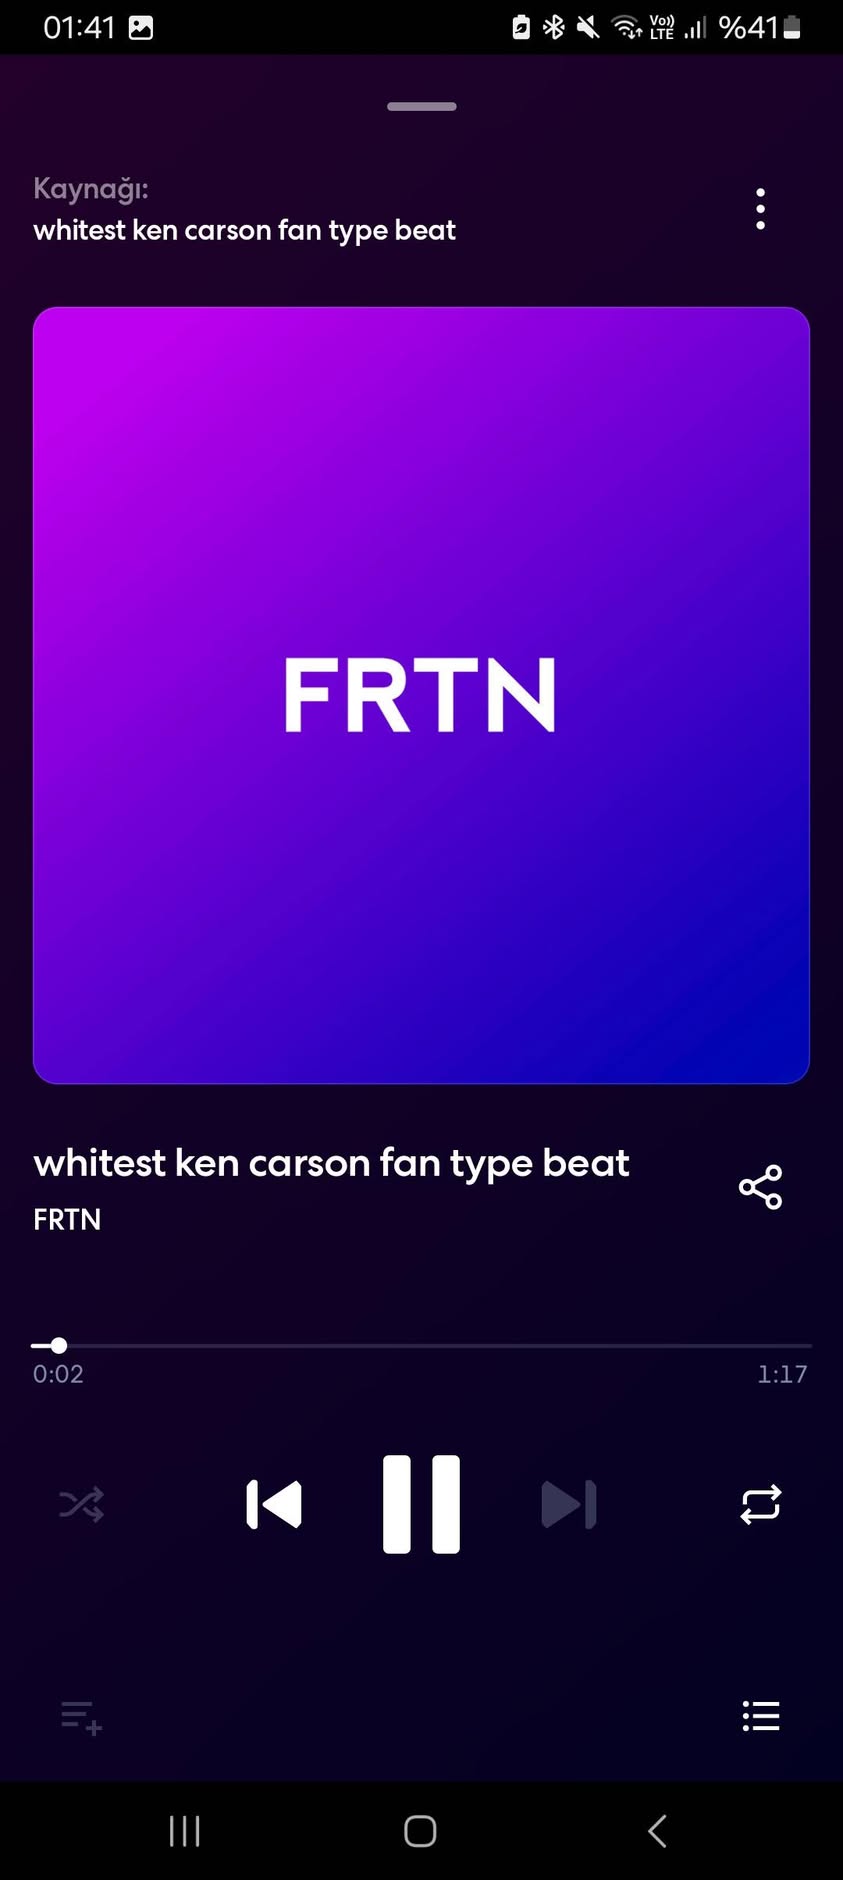 01:41
Vo))
LTE
%41
Kaynağı:
whitest ken carson fan type beat
FRTN
whitest ken carson fan type beat
FRTN
0:02
1:17